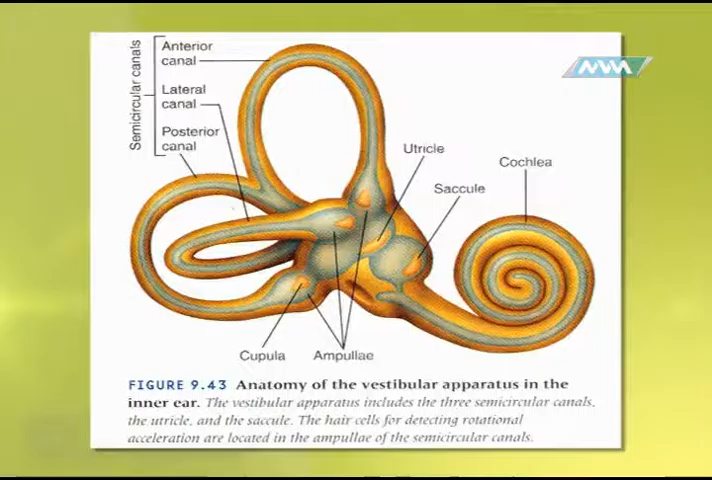 Semicircular canals
Anterior
canal
Lateral
canal
Posterior
canal
Utricle
Saccule
Cochlea
Cupula
Ampullae
FIGURE 9.43 Anatomy of the vestibular apparatus in the
inner ear. The vestibular apparatus includes the three semicircular canals,
the utricle, and the saccule. The hair cells for detecting rotational
acceleration are located in the ampullae of the semicircular canals.